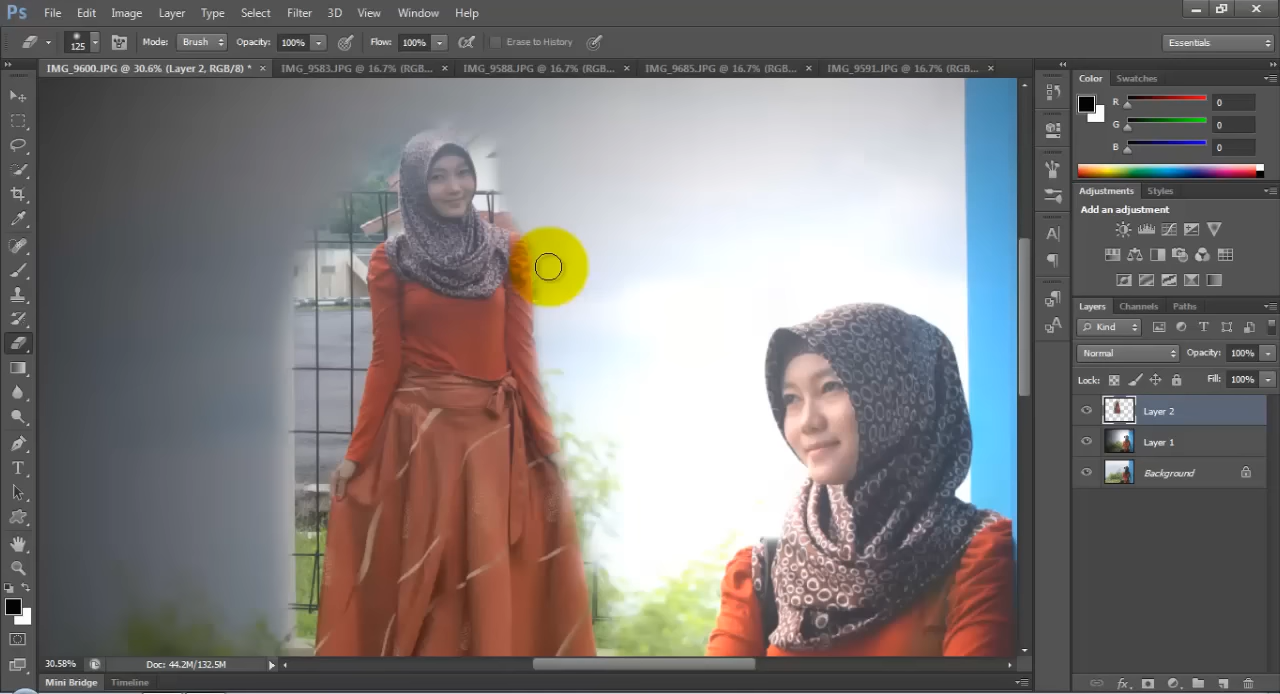 Ps File Edit Image Layer Type Select Filter 3D View Window Help
125 Mode: Brush Opacity: 100% Flow: 100% Erase to History Essentials
IMG_9600.JPG @ 30.6% (Layer 2, RGB/8) * × IMG_9583.JPG @ 16.7% (RGB... × IMG_9588.JPG @ 16.7% (RGB... × IMG_9685.JPG @ 16.7% (RGB... × IMG_9591.JPG @ 16.7% (RGB... ×
Color Swatches
R 0
G 0
B 0
Adjustments Styles
Add an adjustment
Layers Channels Paths
Kind
Normal Opacity: 100%
Lock: Fill: 100%
Layer 2
Layer 1
Background
30.58% Doc: 44.2M/132.5M
Mini Bridge Timeline